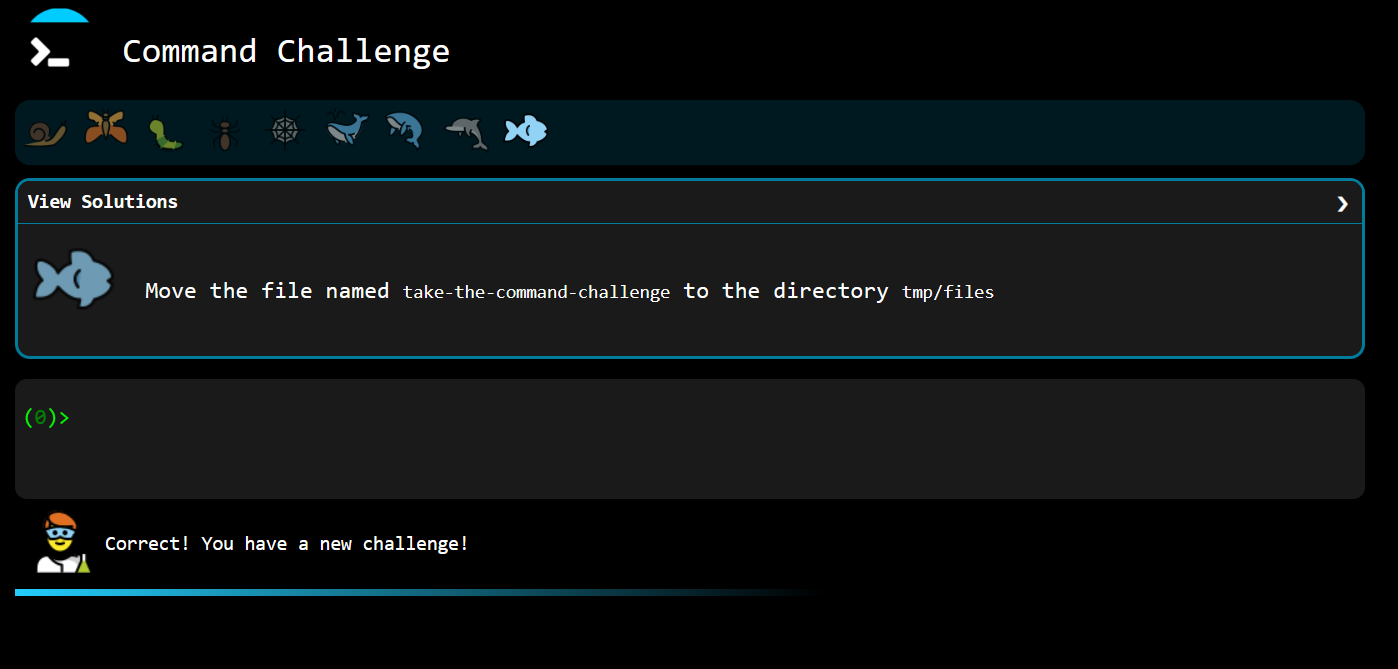 Command Challenge
View Solutions
Move the file named take-the-command-challenge to the directory tmp/files
(0)>
Correct! You have a new challenge!